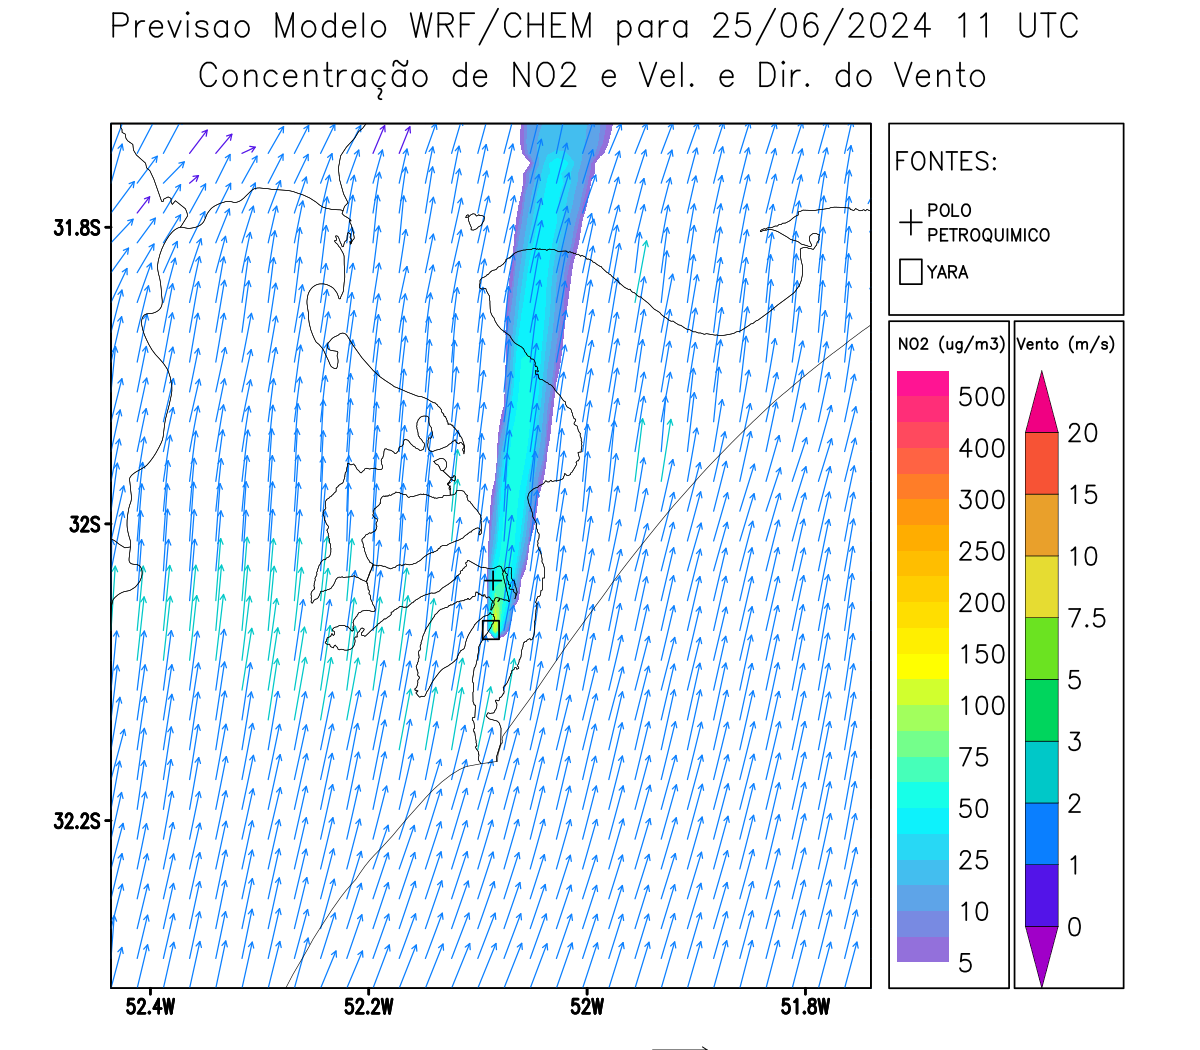 Previsao Modelo WRF/CHEM para 25/06/2024 11 UTC
Concentração de NO2 e Vel. e Dir. do Vento
FONTES:
POLO
PETROQUIMICO
YARA
NO2 (ug/m3)
500
400
300
250
200
150
100
75
50
25
10
5
Vento (m/s)
20
15
10
7.5
5
3
2
1
0
31.8S
32S
32.2S
52.4W
52.2W
52W
51.8W